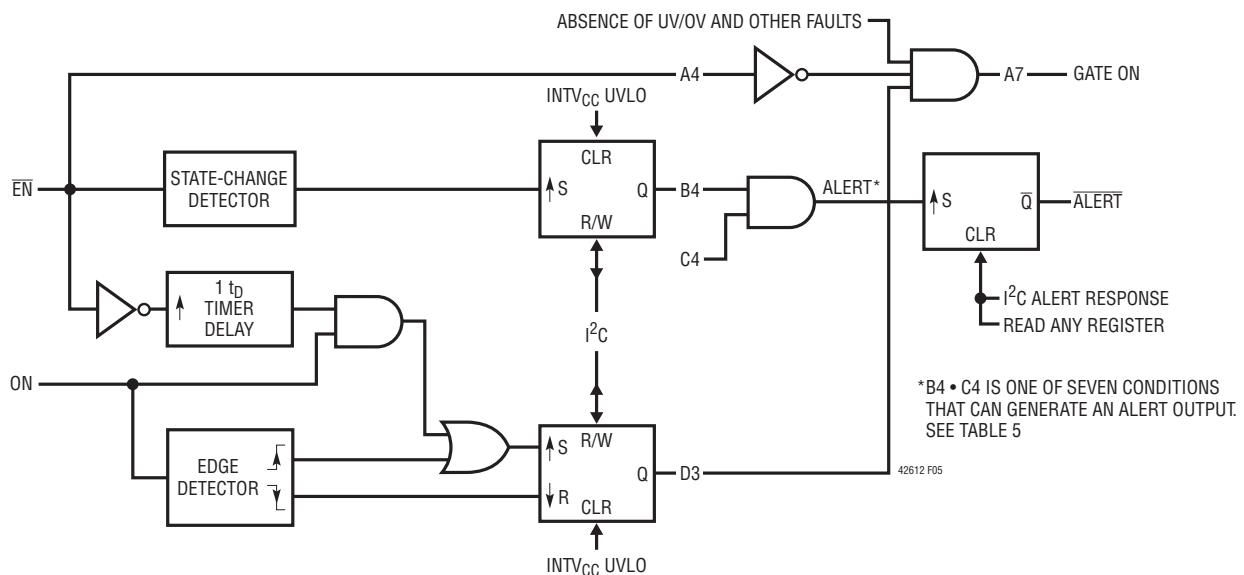 ABSENCE OF UV/OV AND OTHER FAULTS
A4
A7
GATE ON
INTVCC UVLO
CLR
S
Q
R/W
B4
ALERT*
C4
S
Q̅
CLR
A̅L̅E̅R̅T̅
E̅N̅
STATE-CHANGE
DETECTOR
1 tD
TIMER
DELAY
I²C
I²C ALERT RESPONSE
READ ANY REGISTER
ON
*B4 • C4 IS ONE OF SEVEN CONDITIONS
THAT CAN GENERATE AN ALERT OUTPUT.
SEE TABLE 5
EDGE
DETECTOR
R/W
S
Q
R
CLR
D3
42612 F05
INTVCC UVLO